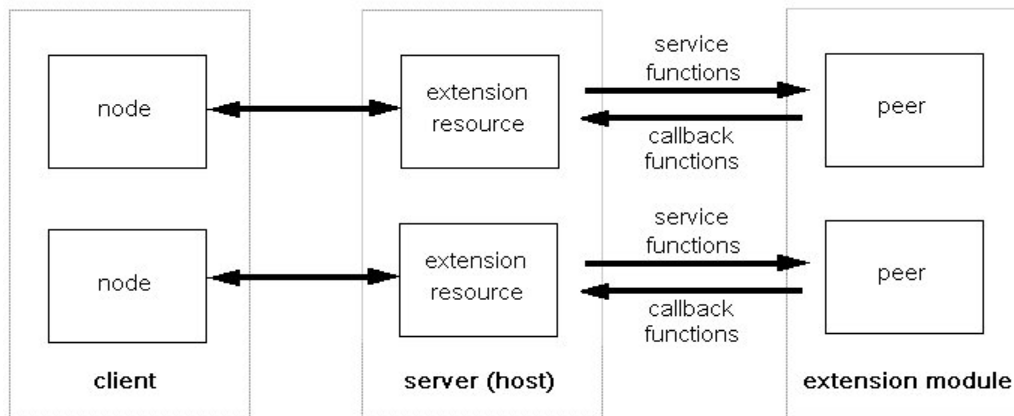 service
functions
node
extension
resource
peer
callback
functions
service
functions
node
extension
resource
peer
callback
functions
client
server (host)
extension module